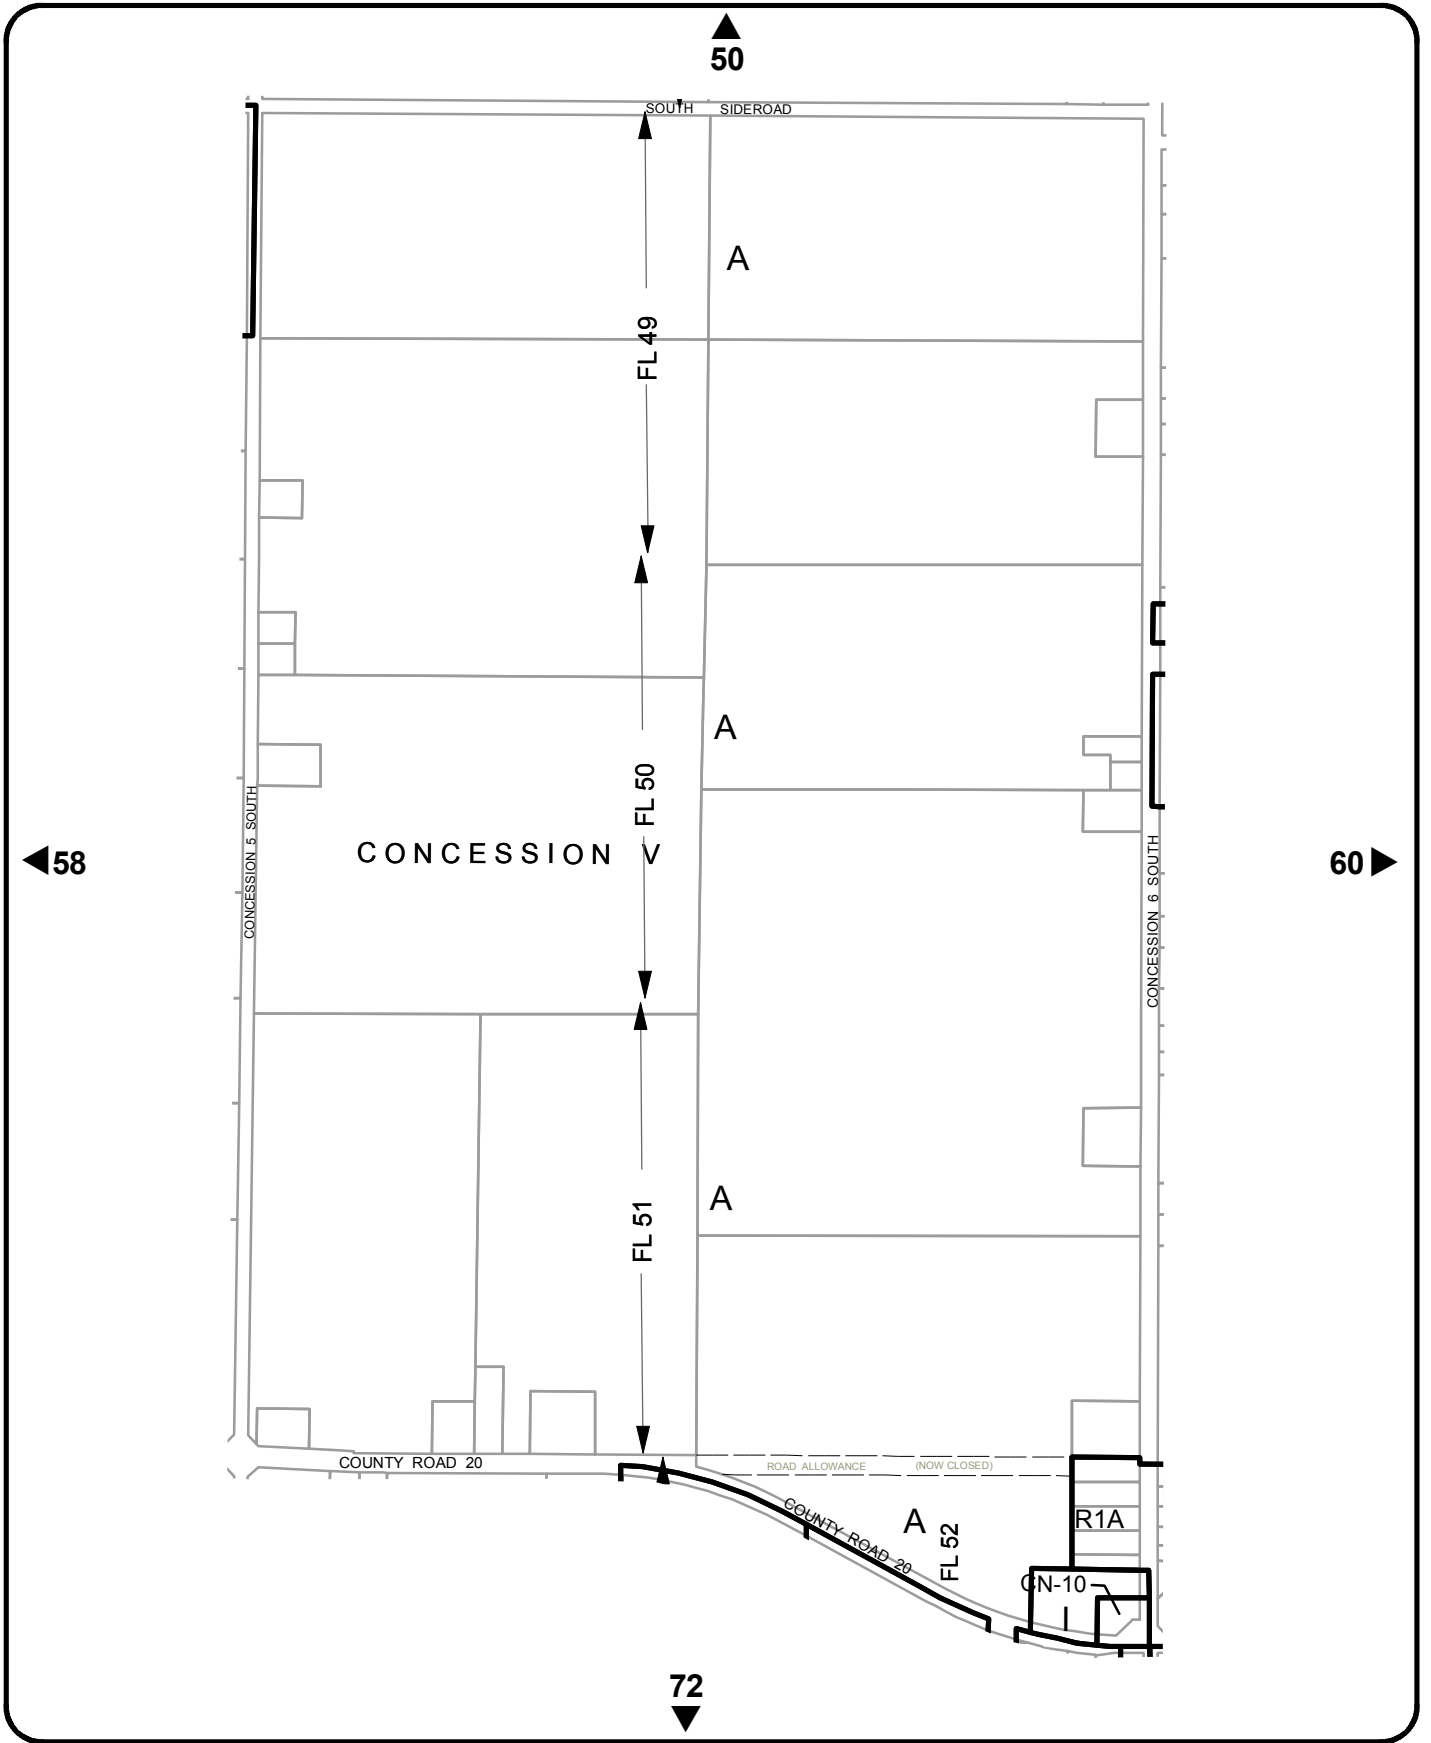 50
SOUTH SIDEROAD
A
FL 49
A
FL 50
CONCESSION V
58
60
CONCESSION 5 SOUTH
CONCESSION 6 SOUTH
A
FL 51
COUNTY ROAD 20
ROAD ALLOWANCE (NOW CLOSED)
COUNTY ROAD 20
A
FL 52
R1A
CN-10
I
72